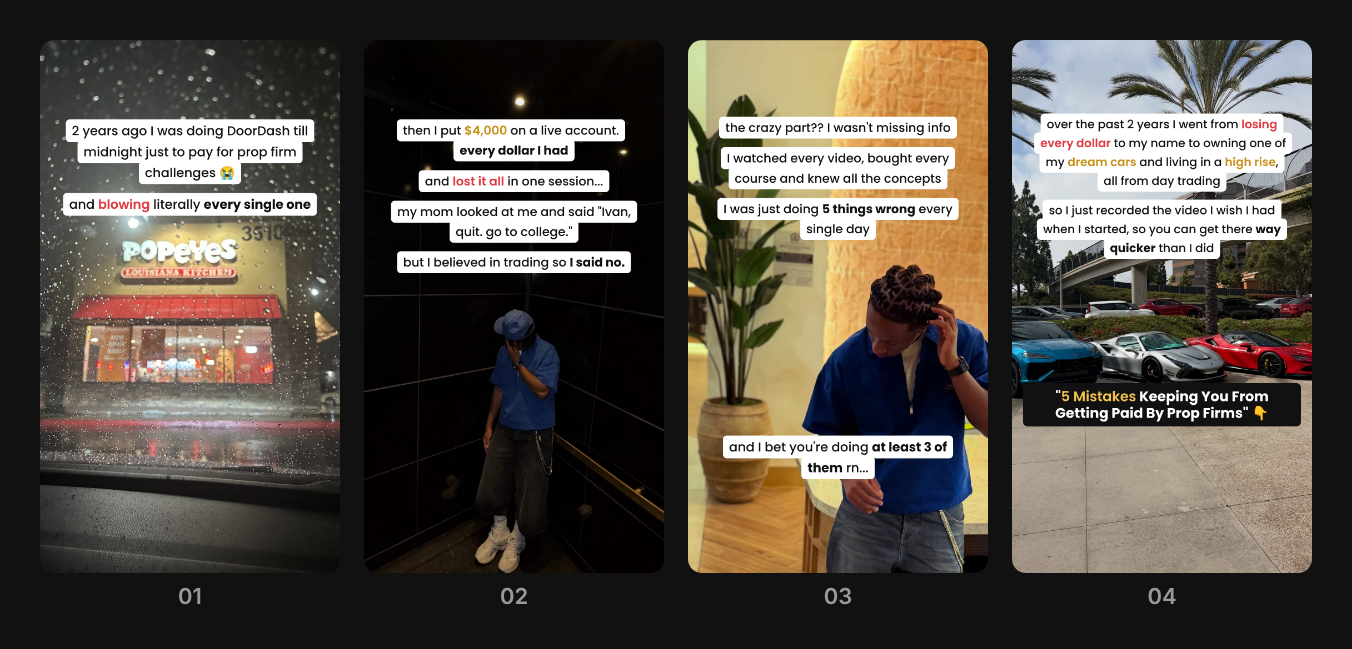 2 years ago I was doing DoorDash till
midnight just to pay for prop firm
challenges 😭
and blowing literally every single one
3510
POPEYES
LOUISIANA KITCHEN
01
then I put $4,000 on a live account.
every dollar I had
and lost it all in one session...
my mom looked at me and said "Ivan,
quit. go to college."
but I believed in trading so I said no.
02
the crazy part?? I wasn't missing info
I watched every video, bought every
course and knew all the concepts
I was just doing 5 things wrong every
single day
and I bet you're doing at least 3 of
them rn...
03
over the past 2 years I went from losing
every dollar to my name to owning one of
my dream cars and living in a high rise,
all from day trading
so I just recorded the video I wish I had
when I started, so you can get there way
quicker than I did
"5 Mistakes Keeping You From
Getting Paid By Prop Firms" 👇
04